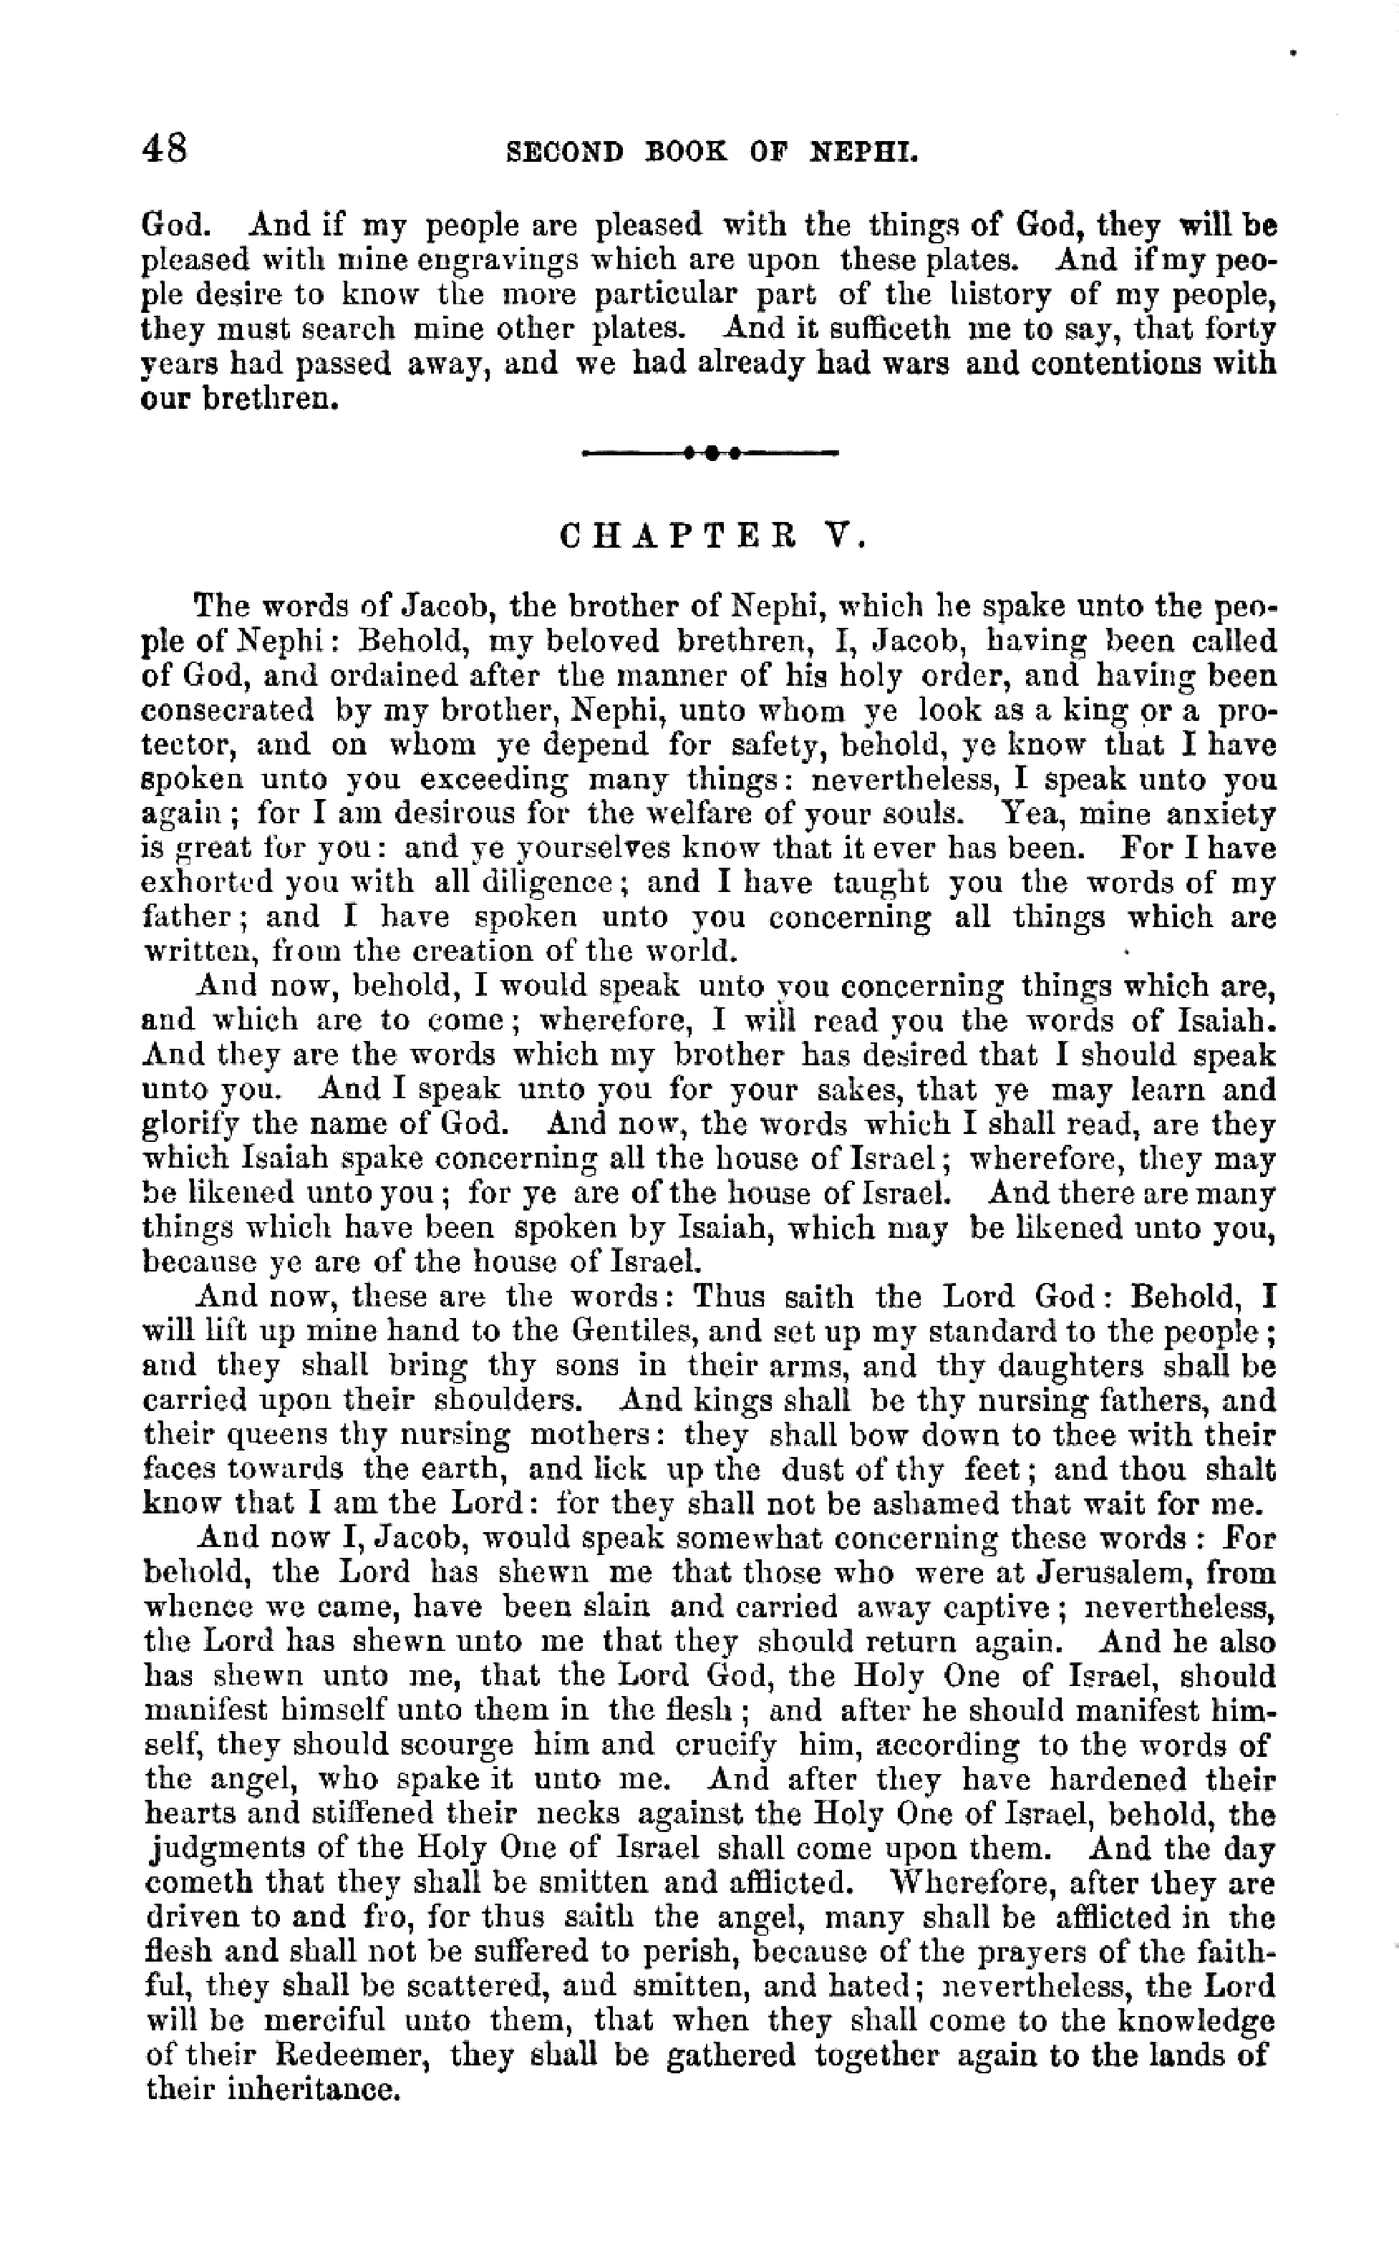 48 SECOND BOOK OF NEPHI.
God. And if my people are pleased with the things of God, they will be
pleased with mine engravings which are upon these plates. And if my peo-
ple desire to know the more particular part of the history of my people,
they must search mine other plates. And it sufficeth me to say, that forty
years had passed away, and we had already had wars and contentions with
our brethren.
CHAPTER V.
The words of Jacob, the brother of Nephi, which he spake unto the peo-
ple of Nephi: Behold, my beloved brethren, I, Jacob, having been called
of God, and ordained after the manner of his holy order, and having been
consecrated by my brother, Nephi, unto whom ye look as a king or a pro-
tector, and on whom ye depend for safety, behold, ye know that I have
spoken unto you exceeding many things: nevertheless, I speak unto you
again; for I am desirous for the welfare of your souls. Yea, mine anxiety
is great for you: and ye yourselves know that it ever has been. For I have
exhorted you with all diligence; and I have taught you the words of my
father; and I have spoken unto you concerning all things which are
written, from the creation of the world.
And now, behold, I would speak unto you concerning things which are,
and which are to come; wherefore, I will read you the words of Isaiah.
And they are the words which my brother has desired that I should speak
unto you. And I speak unto you for your sakes, that ye may learn and
glorify the name of God. And now, the words which I shall read, are they
which Isaiah spake concerning all the house of Israel; wherefore, they may
be likened unto you; for ye are of the house of Israel. And there are many
things which have been spoken by Isaiah, which may be likened unto you,
because ye are of the house of Israel.
And now, these are the words: Thus saith the Lord God: Behold, I
will lift up mine hand to the Gentiles, and set up my standard to the people;
and they shall bring thy sons in their arms, and thy daughters shall be
carried upon their shoulders. And kings shall be thy nursing fathers, and
their queens thy nursing mothers: they shall bow down to thee with their
faces towards the earth, and lick up the dust of thy feet; and thou shalt
know that I am the Lord: for they shall not be ashamed that wait for me.
And now I, Jacob, would speak somewhat concerning these words: For
behold, the Lord has shewn me that those who were at Jerusalem, from
whence we came, have been slain and carried away captive; nevertheless,
the Lord has shewn unto me that they should return again. And he also
has shewn unto me, that the Lord God, the Holy One of Israel, should
manifest himself unto them in the flesh; and after he should manifest him-
self, they should scourge him and crucify him, according to the words of
the angel, who spake it unto me. And after they have hardened their
hearts and stiffened their necks against the Holy One of Israel, behold, the
judgments of the Holy One of Israel shall come upon them. And the day
cometh that they shall be smitten and afflicted. Wherefore, after they are
driven to and fro, for thus saith the angel, many shall be afflicted in the
flesh and shall not be suffered to perish, because of the prayers of the faith-
ful, they shall be scattered, and smitten, and hated; nevertheless, the Lord
will be merciful unto them, that when they shall come to the knowledge
of their Redeemer, they shall be gathered together again to the lands of
their inheritance.